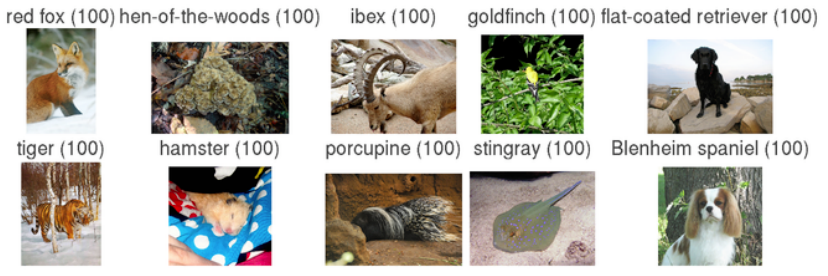 red fox (100) hen-of-the-woods (100) ibex (100) goldfinch (100) flat-coated retriever (100)
tiger (100) hamster (100) porcupine (100) stingray (100) Blenheim spaniel (100)